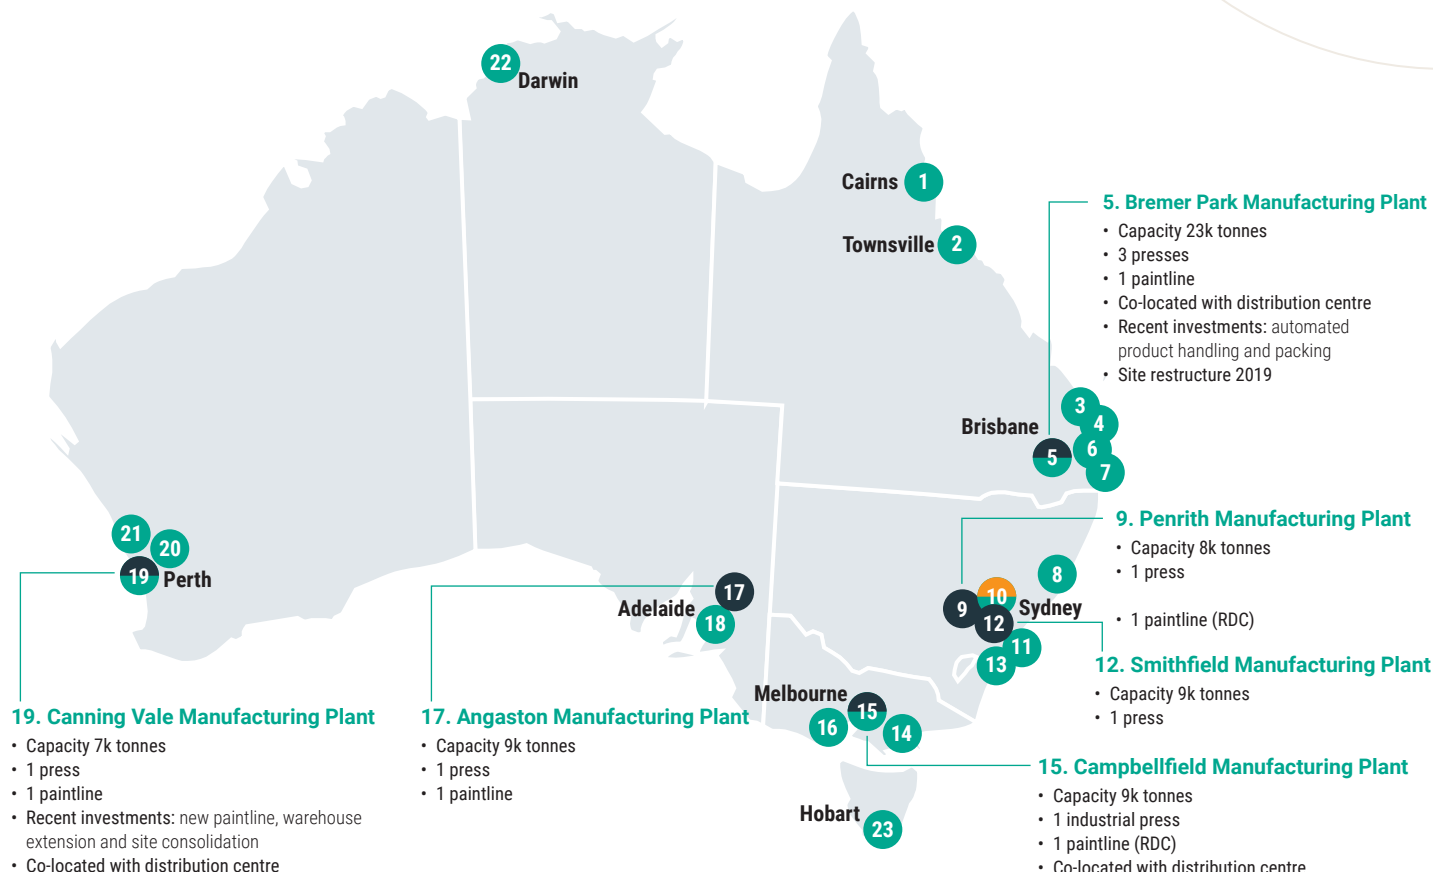 22
Darwin
Cairns
1
Townsville
2
5. Bremer Park Manufacturing Plant
• Capacity 23k tonnes
• 3 presses
• 1 paintline
• Co-located with distribution centre
• Recent investments: automated
product handling and packing
• Site restructure 2019
Brisbane
3
4
5
6
7
9. Penrith Manufacturing Plant
• Capacity 8k tonnes
• 1 press
• 1 paintline (RDC)
8
9
10
Sydney
12
11
13
12. Smithfield Manufacturing Plant
• Capacity 9k tonnes
• 1 press
21
20
19
Perth
Adelaide
17
18
Melbourne
15
16
14
19. Canning Vale Manufacturing Plant
• Capacity 7k tonnes
• 1 press
• 1 paintline
• Recent investments: new paintline, warehouse
extension and site consolidation
• Co-located with distribution centre
17. Angaston Manufacturing Plant
• Capacity 9k tonnes
• 1 press
• 1 paintline
15. Campbellfield Manufacturing Plant
• Capacity 9k tonnes
• 1 industrial press
• 1 paintline (RDC)
• Co-located with distribution centre
Hobart
23